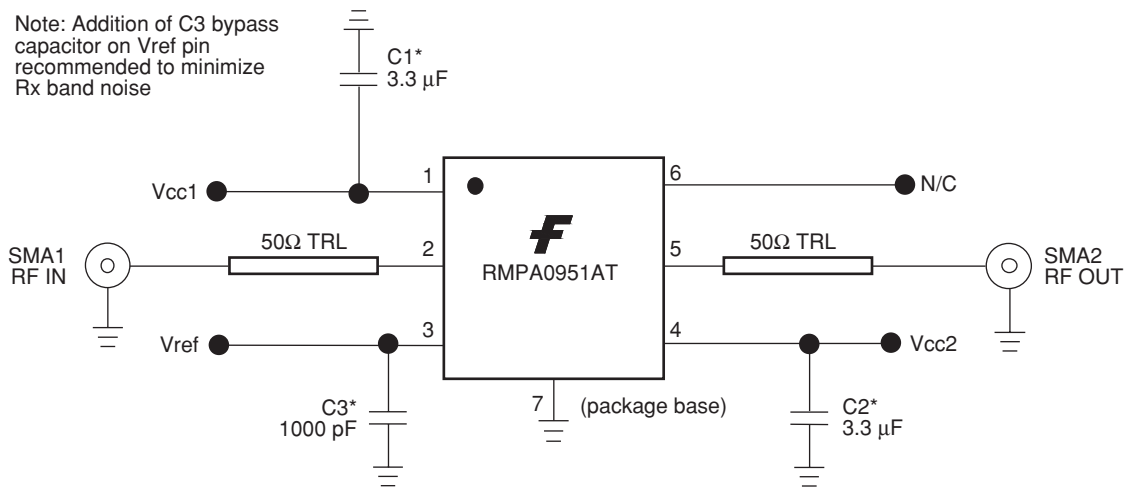 Note: Addition of C3 bypass
capacitor on Vref pin
recommended to minimize
Rx band noise
C1*
3.3 μF
Vcc1
1
6
N/C
SMA1
RF IN
50Ω TRL
2
RMPA0951AT
5
50Ω TRL
SMA2
RF OUT
Vref
3
4
Vcc2
C3*
1000 pF
7
(package base)
C2*
3.3 μF